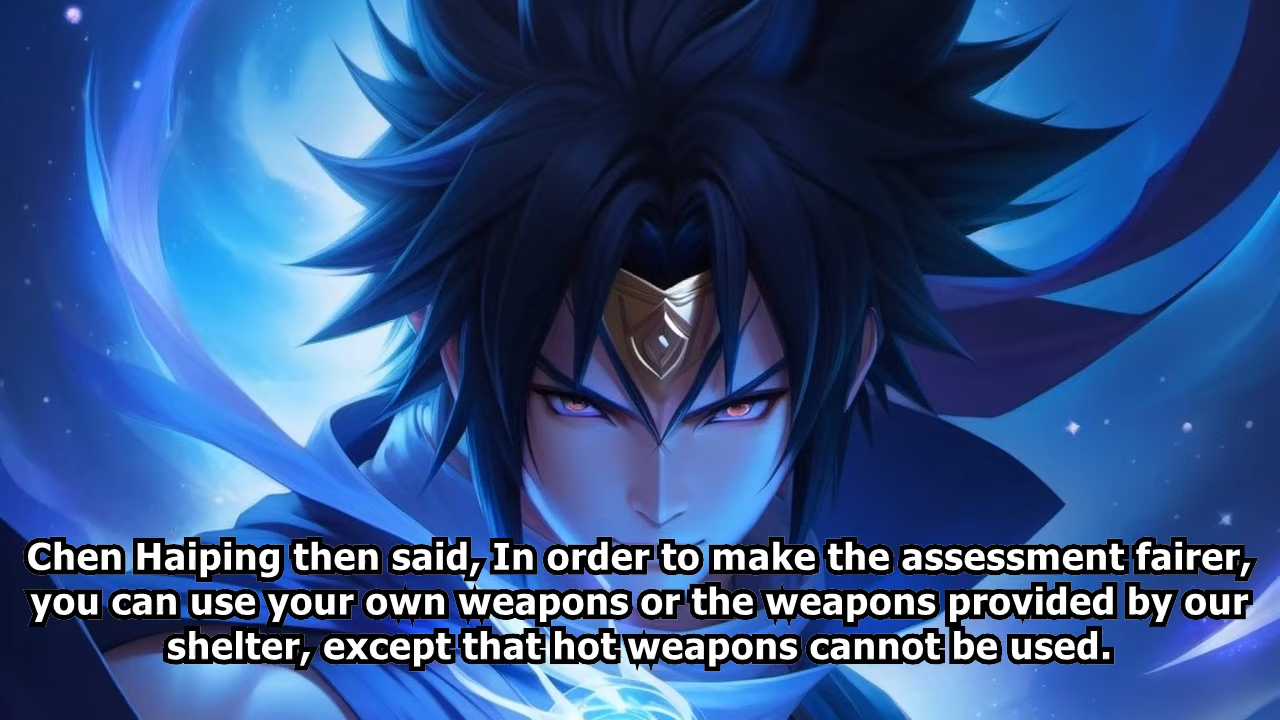 Chen Haiping then said, In order to make the assessment fairer,
you can use your own weapons or the weapons provided by our
shelter, except that hot weapons cannot be used.